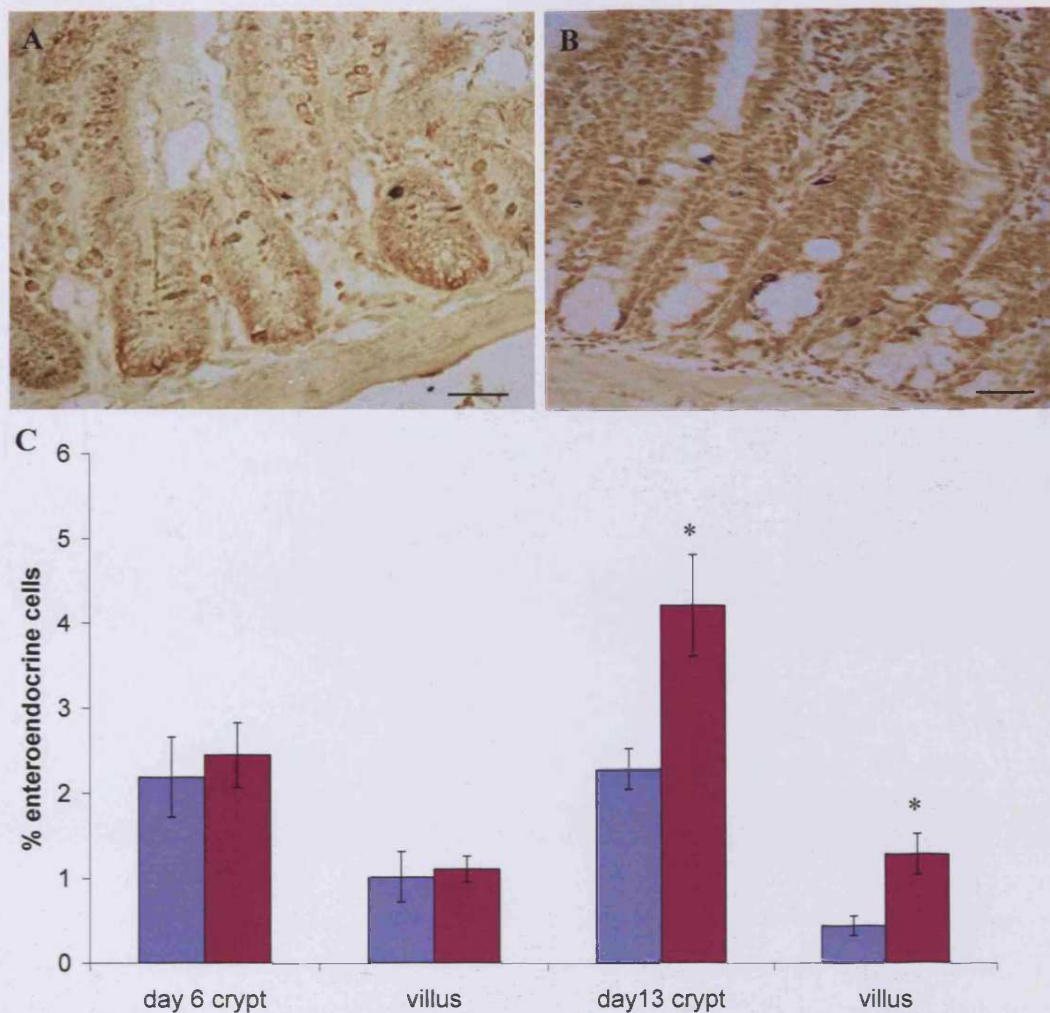 A
B
C
6
5
4
3
2
1
0
% enteroendocrine cells
*
*
day 6 crypt
villus
day13 crypt
villus